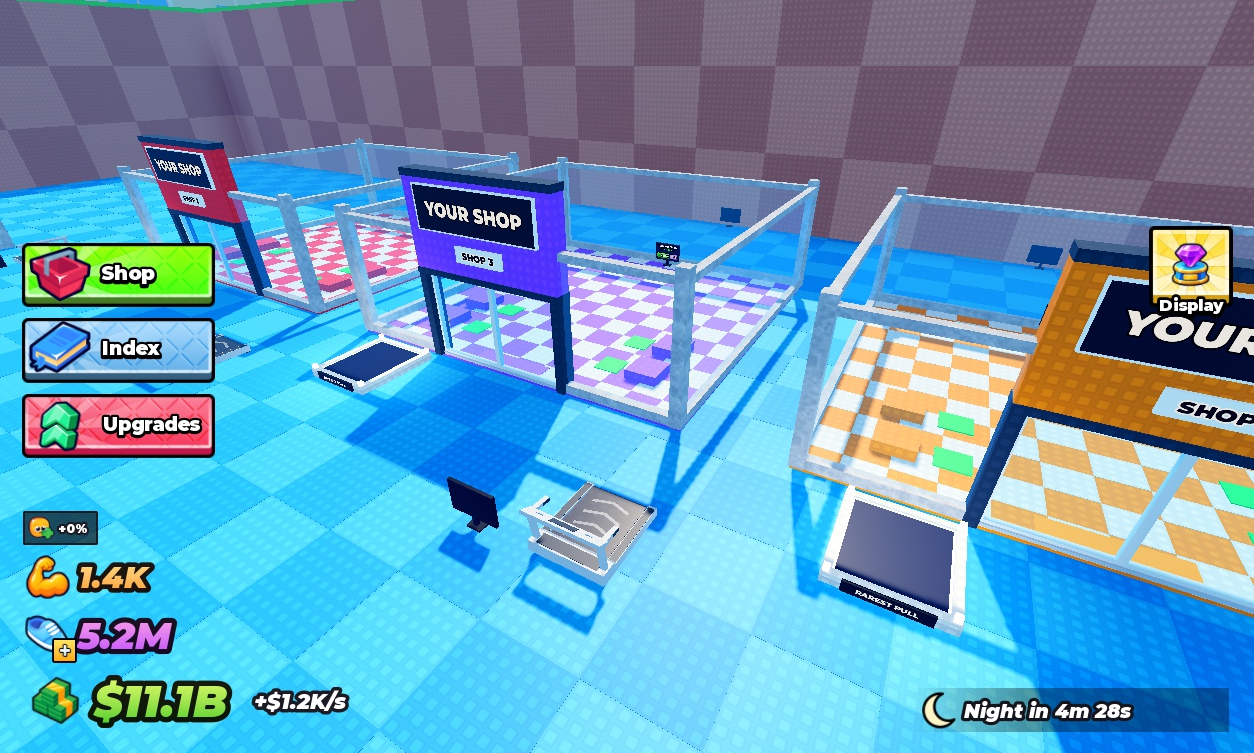 YOUR SHOP
YOUR SHOP
SHOP 3
Display
YOUR
SHOP
Shop
Index
Upgrades
+0%
1.4K
5.2M
$11.1B
+$1.2K/s
RAREST PULL
Night in 4m 28s